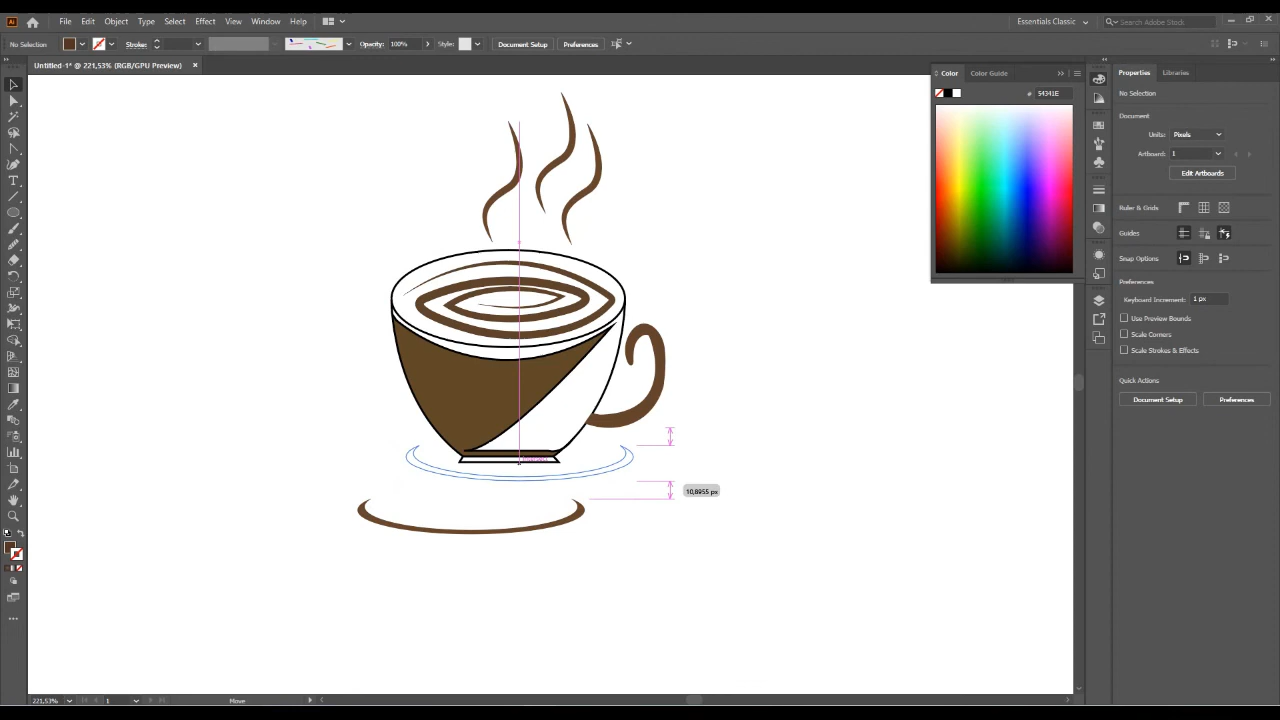 Ai File Edit Object Type Select Effect View Window Help Essentials Classic Search Adobe Stock
No Selection Stroke: Opacity: 100% Style: Document Setup Preferences
Untitled-1* @ 221,53% (RGB/GPU Preview) ×
Color Color Guide
# 54341E
Properties Libraries
No Selection
Document
Units: Pixels
Artboard: 1
Edit Artboards
Ruler & Grids
Guides
Snap Options
Preferences
Keyboard Increment: 1 px
Use Preview Bounds
Scale Corners
Scale Strokes & Effects
Quick Actions
Document Setup Preferences
10,8955 px
221,53% 1 Move